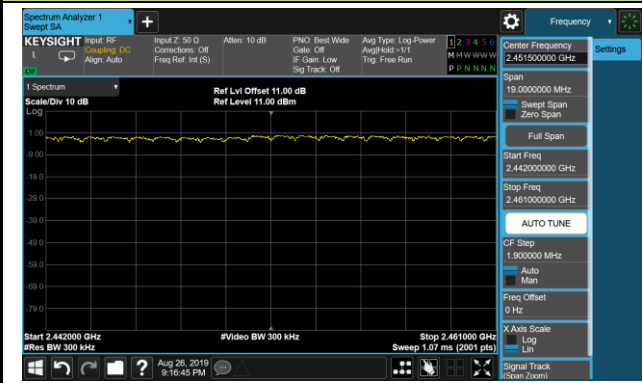 Spectrum Analyzer 1
Swept SA
Frequency
KEYSIGHT
L
LW
Input: RF
Coupling: DC
Align: Auto
Input Z: 50 Ω
Corrections: Off
Freq Ref: Int (S)
Atten: 10 dB
PNO: Best Wide
Gate: Off
IF Gain: Low
Sig Track: Off
Avg Type: Log-Power
Avg|Hold:>1/1
Trig: Free Run
1 2 3 4 5 6
M M W W W W
P P N N N N
1 Spectrum
Scale/Div 10 dB
Log
Ref Lvl Offset 11.00 dB
Ref Level 11.00 dBm
1.00
-9.00
-19.0
-29.0
-39.0
-49.0
-59.0
-69.0
-79.0
Start 2.442000 GHz
#Res BW 300 kHz
#Video BW 300 kHz
Stop 2.461000 GHz
Sweep 1.07 ms (2001 pts)
?
Aug 26, 2019
9:16:45 PM
Center Frequency
2.451500000 GHz
Settings
Span
19.0000000 MHz
Swept Span
Zero Span
Full Span
Start Freq
2.442000000 GHz
Stop Freq
2.461000000 GHz
AUTO TUNE
CF Step
1.900000 MHz
Auto
Man
Freq Offset
0 Hz
X Axis Scale
Log
Lin
Signal Track
(Span Zoom)